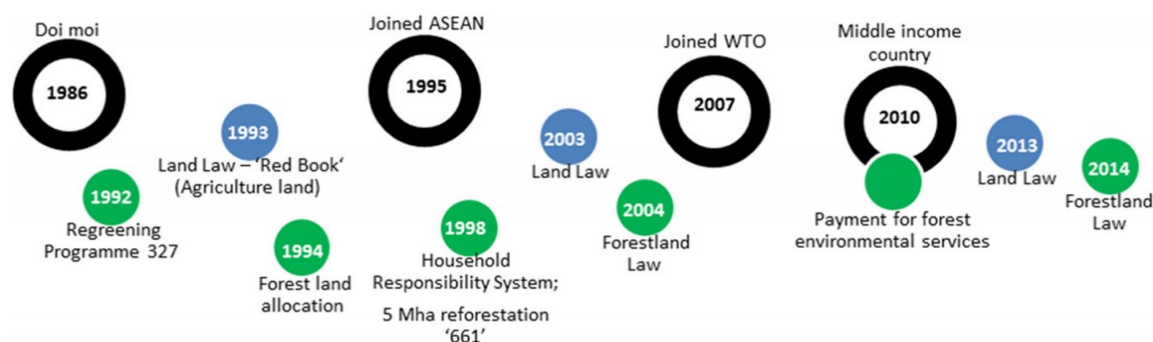 Doi moi
1986
1992
Regreening
Programme 327
1993
Land Law – ‘Red Book‘
(Agriculture land)
1994
Forest land
allocation
Joined ASEAN
1995
1998
Household
Responsibility System;
5 Mha reforestation
‘661’
2003
Land Law
2004
Forestland
Law
Joined WTO
2007
Middle income
country
2010
Payment for forest
environmental services
2013
Land Law
2014
Forestland
Law